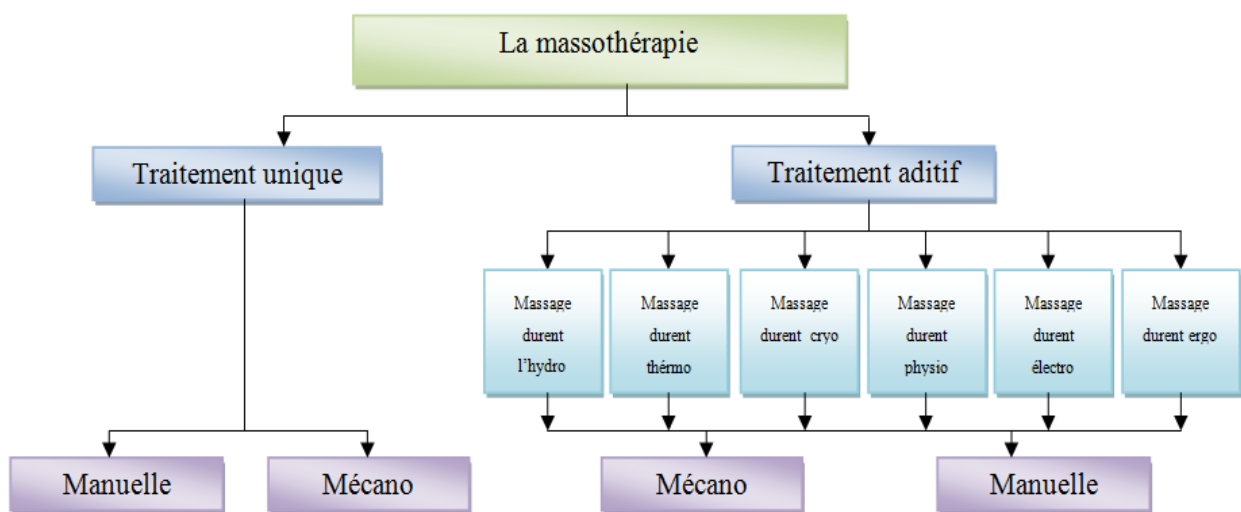 La massothérapie
Traitement unique
Traitement aditif
Massage
durent
l'hydro
Massage
durent
thérmo
Massage
durent cryo
Massage
durent
physio
Massage
durent
électro
Massage
durent ergo
Manuelle
Mécano
Mécano
Manuelle